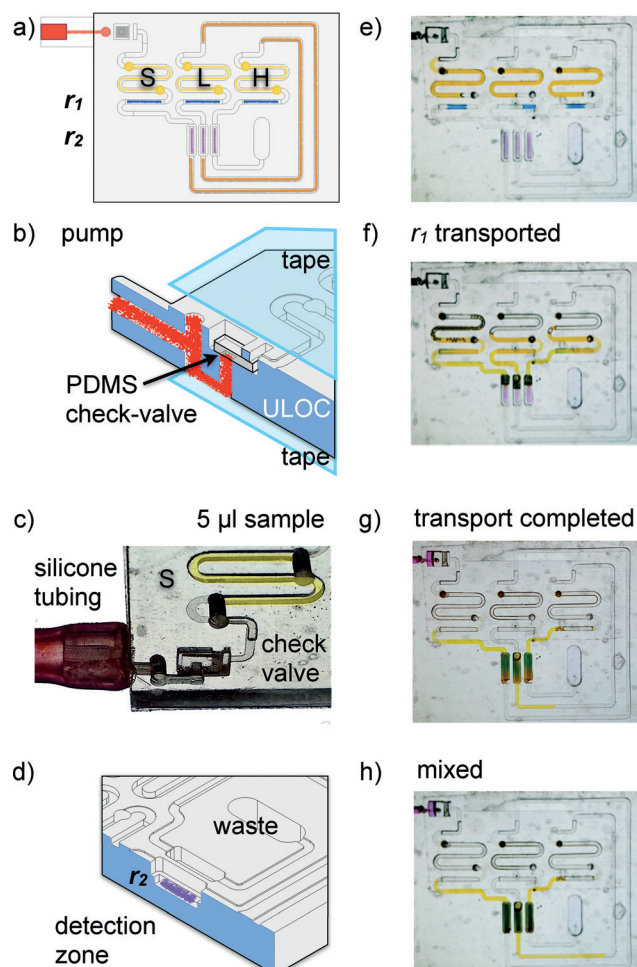 a)
S
L
H
r1
r2
b) pump
tape
PDMS
check-valve
ULOC
tape
c) 5 µl sample
silicone
tubing
S
check
valve
d)
waste
r2
detection
zone
e)
f) r1 transported
g) transport completed
h) mixed